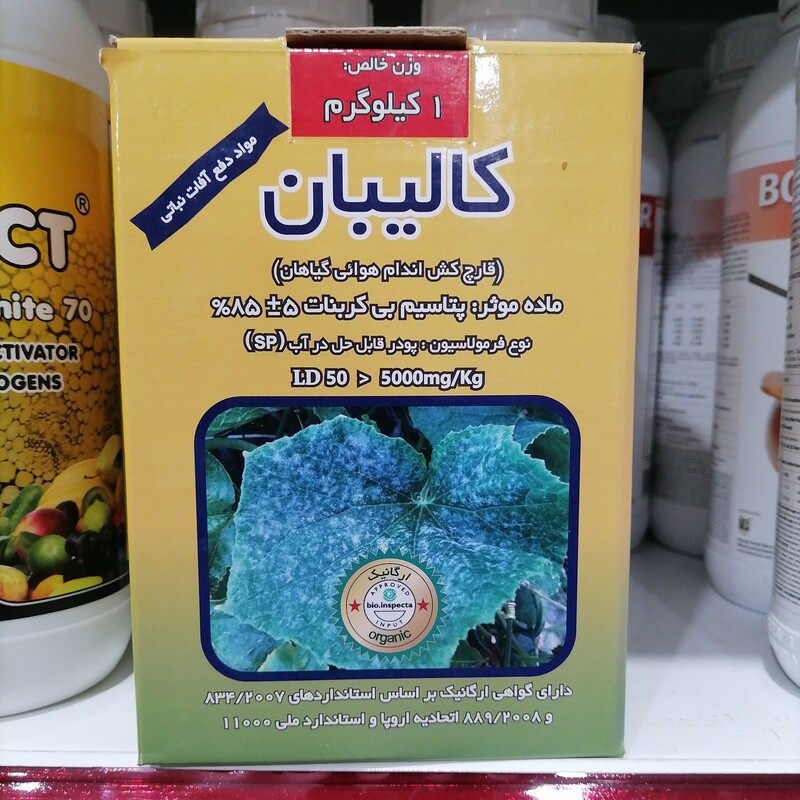 وزن خالص:
۱ کیلوگرم
مواد دفع آفات نباتی
کالیبان
(قارچ کش اندام هوائی گیاهان)
ماده موثر: پتاسیم بی کربنات ۵± ۸۵%
نوع فرمولاسیون : پودر قابل حل در آب (SP)
LD 50 > 5000mg/Kg
ارگانیک
APPROVED
bio.inspecta
INPUT
organic
دارای گواهی ارگانیک بر اساس استانداردهای ۸۳۴/۲۰۰۷
و ۸۸۹/۲۰۰۸ اتحادیه اروپا و استاندارد ملی ۱۱۰۰۰
CT®
hite 70
CTIVATOR
OGENS
R
BO